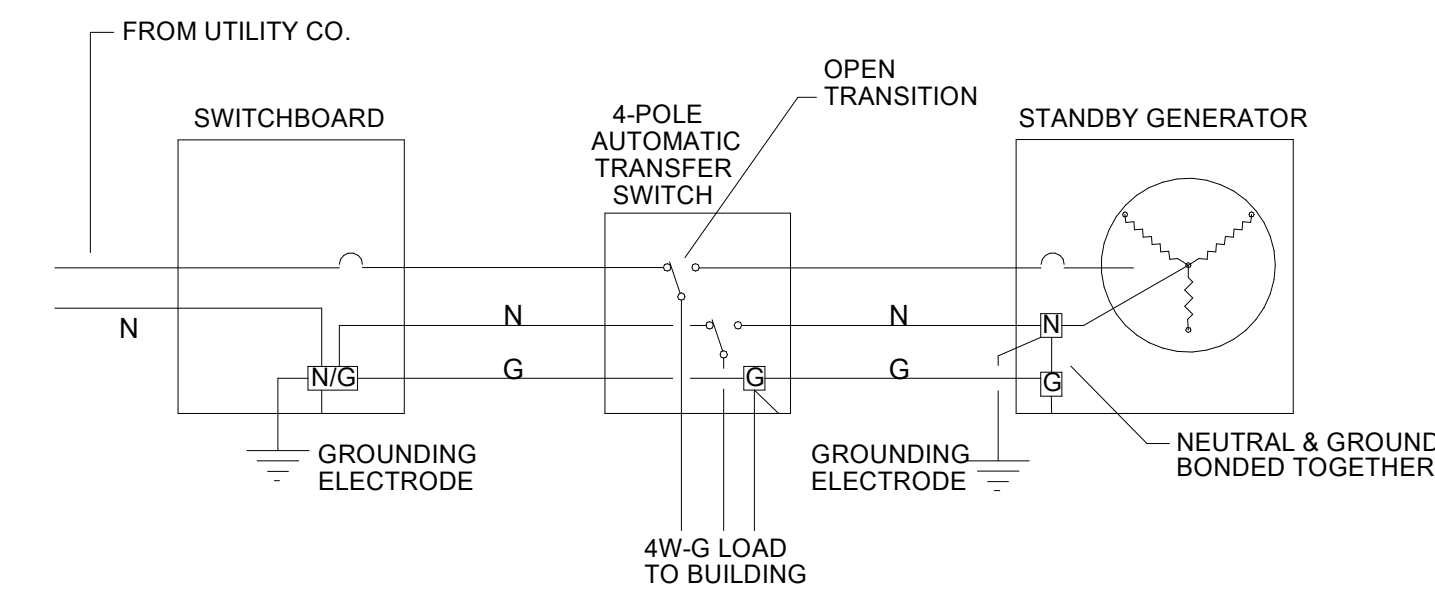 FROM UTILITY CO.
OPEN
TRANSITION
SWITCHBOARD
4-POLE
AUTOMATIC
TRANSFER
SWITCH
STANDBY GENERATOR
N
N
N
N
N/G
G
G
G
G
GROUNDING
ELECTRODE
GROUNDING
ELECTRODE
NEUTRAL & GROUND
BONDED TOGETHER
4W-G LOAD
TO BUILDING